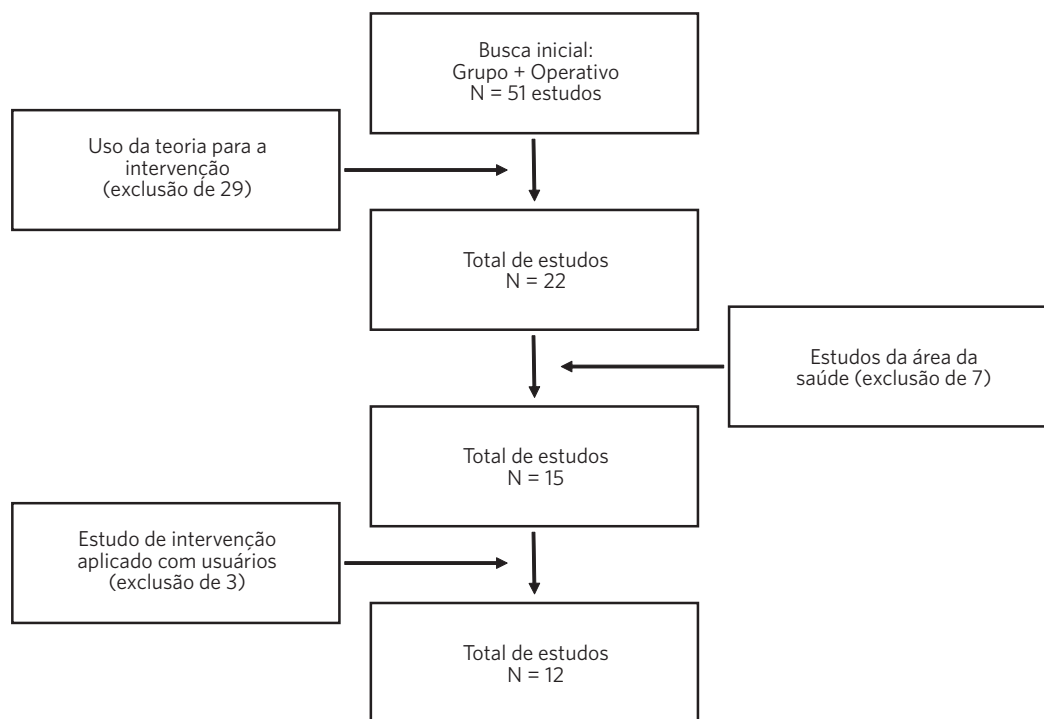 Busca inicial:
Grupo + Operativo
N = 51 estudos
Uso da teoria para a
intervenção
(exclusão de 29)
Total de estudos
N = 22
Estudos da área da
saúde (exclusão de 7)
Total de estudos
N = 15
Estudo de intervenção
aplicado com usuários
(exclusão de 3)
Total de estudos
N = 12